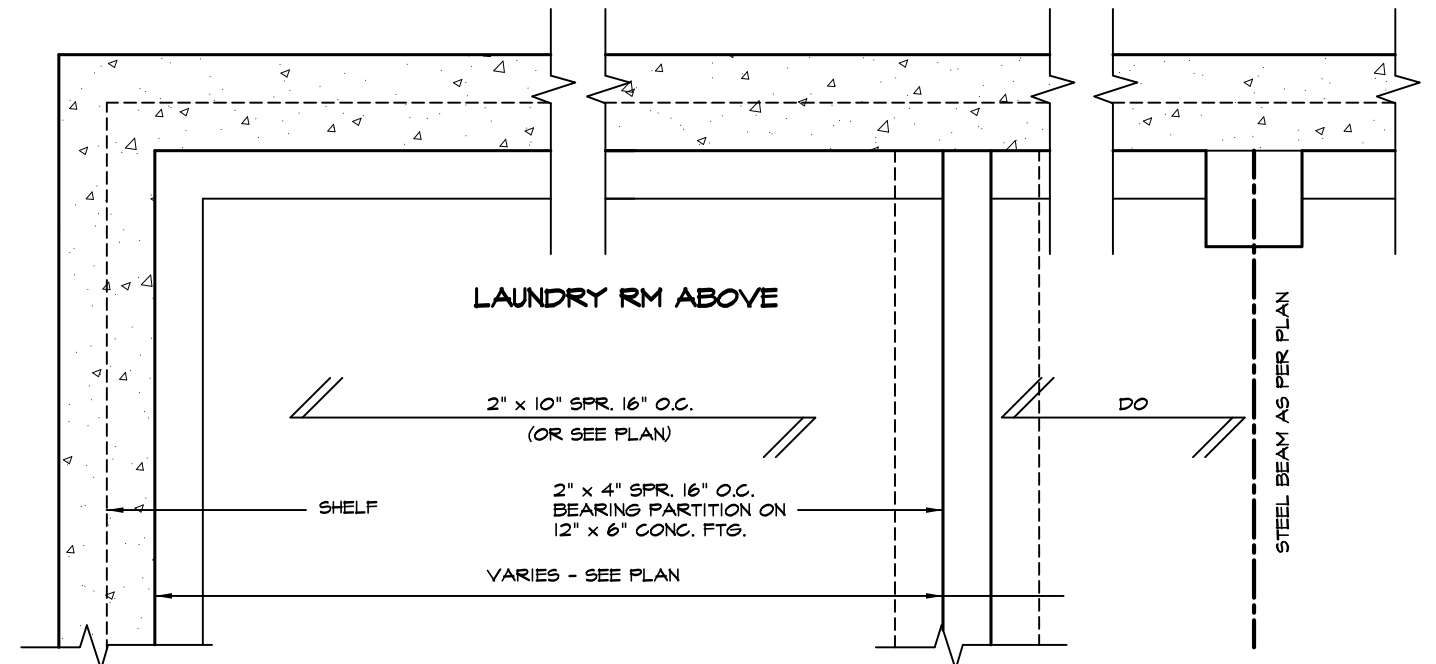 LAUNDRY RM ABOVE
2" x 10" SPR. 16" O.C.
(OR SEE PLAN)
DO
STEEL BEAM AS PER PLAN
SHELF
2" x 4" SPR. 16" O.C.
BEARING PARTITION ON
12" x 6" CONC. FTG.
VARIES - SEE PLAN